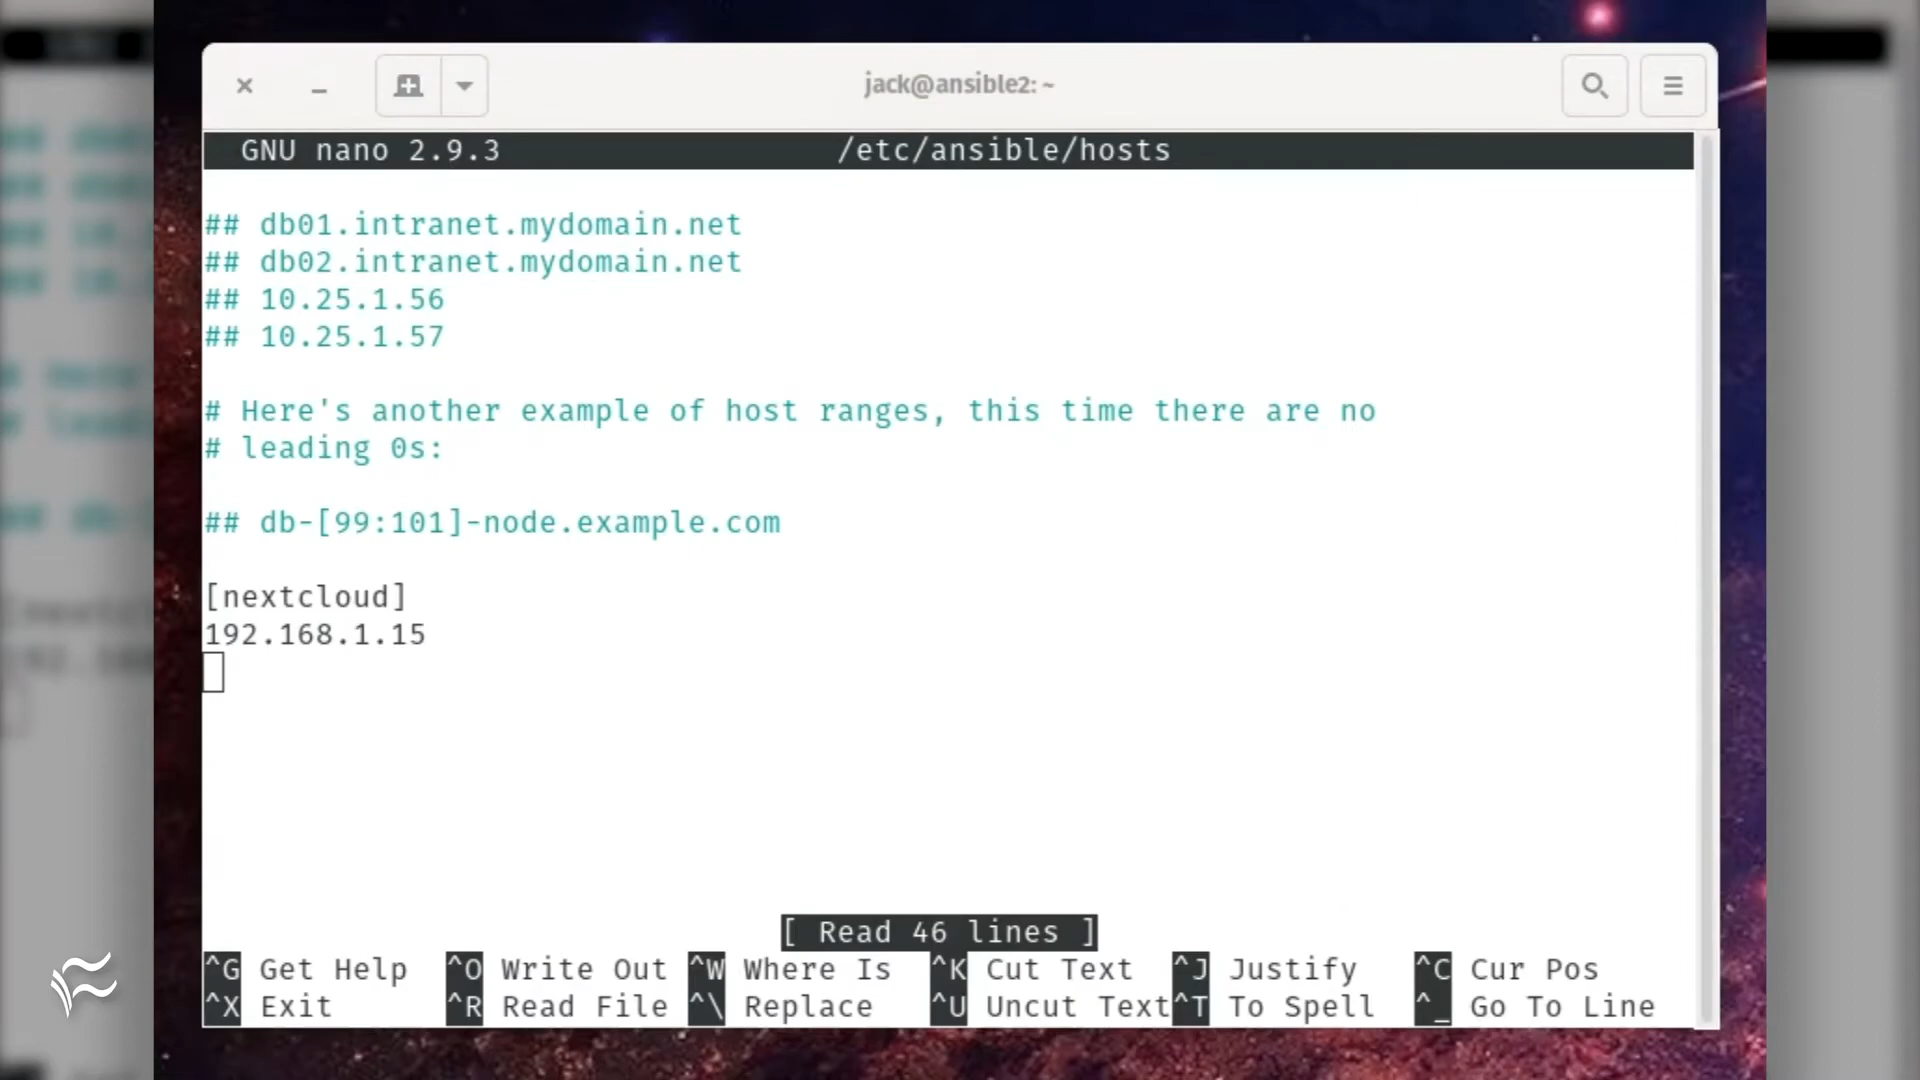 jack@ansible2: ~
GNU nano 2.9.3 /etc/ansible/hosts
## db01.intranet.mydomain.net
## db02.intranet.mydomain.net
## 10.25.1.56
## 10.25.1.57
# Here's another example of host ranges, this time there are no
# leading 0s:
## db-[99:101]-node.example.com
[nextcloud]
192.168.1.15
[ Read 46 lines ]
^G Get Help ^O Write Out ^W Where Is ^K Cut Text ^J Justify ^C Cur Pos
^X Exit ^R Read File ^\ Replace ^U Uncut Text ^T To Spell ^_ Go To Line